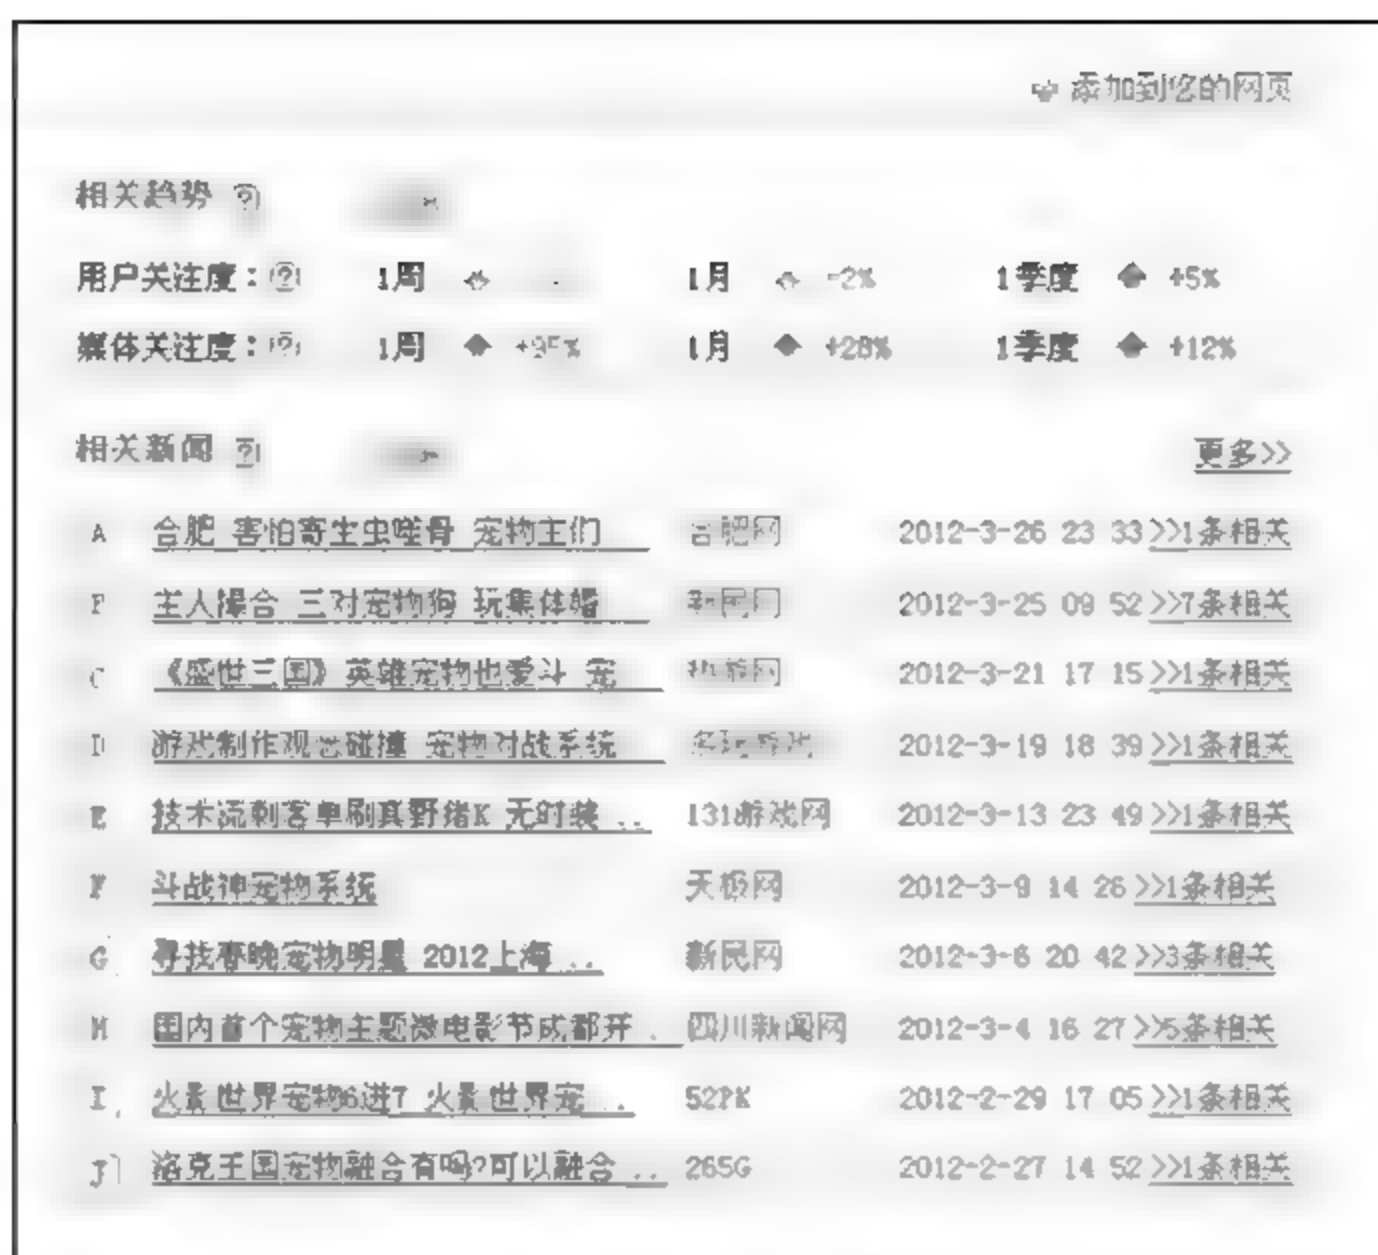 添加到您的网页
相关趋势 ?
用户关注度：? 1周 1月 -2% 1季度 +5%
媒体关注度：? 1周 +95% 1月 +28% 1季度 +12%
相关新闻 ? 更多>>
A 合肥 害怕寄生虫噬骨 宠物主们 合肥网 2012-3-26 23 33 >>1条相关
主人撮合 三对宠物狗 玩集体婚 新民网 2012-3-25 09 52 >>7条相关
C 《盛世三国》英雄宠物也爱斗 宠 2012-3-21 17 15 >>1条相关
D 游戏制作观念碰撞 宠物对战系统 2012-3-19 18 39 >>1条相关
E 技术流刺客单刷真野猪K 无时装 .. 131游戏网 2012-3-13 23 49 >>1条相关
F 斗战神宠物系统 天极网 2012-3-9 14 26 >>1条相关
G 寻找春晚宠物明星 2012上海 ... 新民网 2012-3-6 20 42 >>3条相关
国内首个宠物主题微电影节成都开 . 四川新闻网 2012-3-4 16 27 >>5条相关
I 火影世界宠物6进7 火影世界宠 ... 52PK 2012-2-29 17 05 >>1条相关
J 洛克王国宠物融合有吗?可以融合 .. 265G 2012-2-27 14 52 >>1条相关